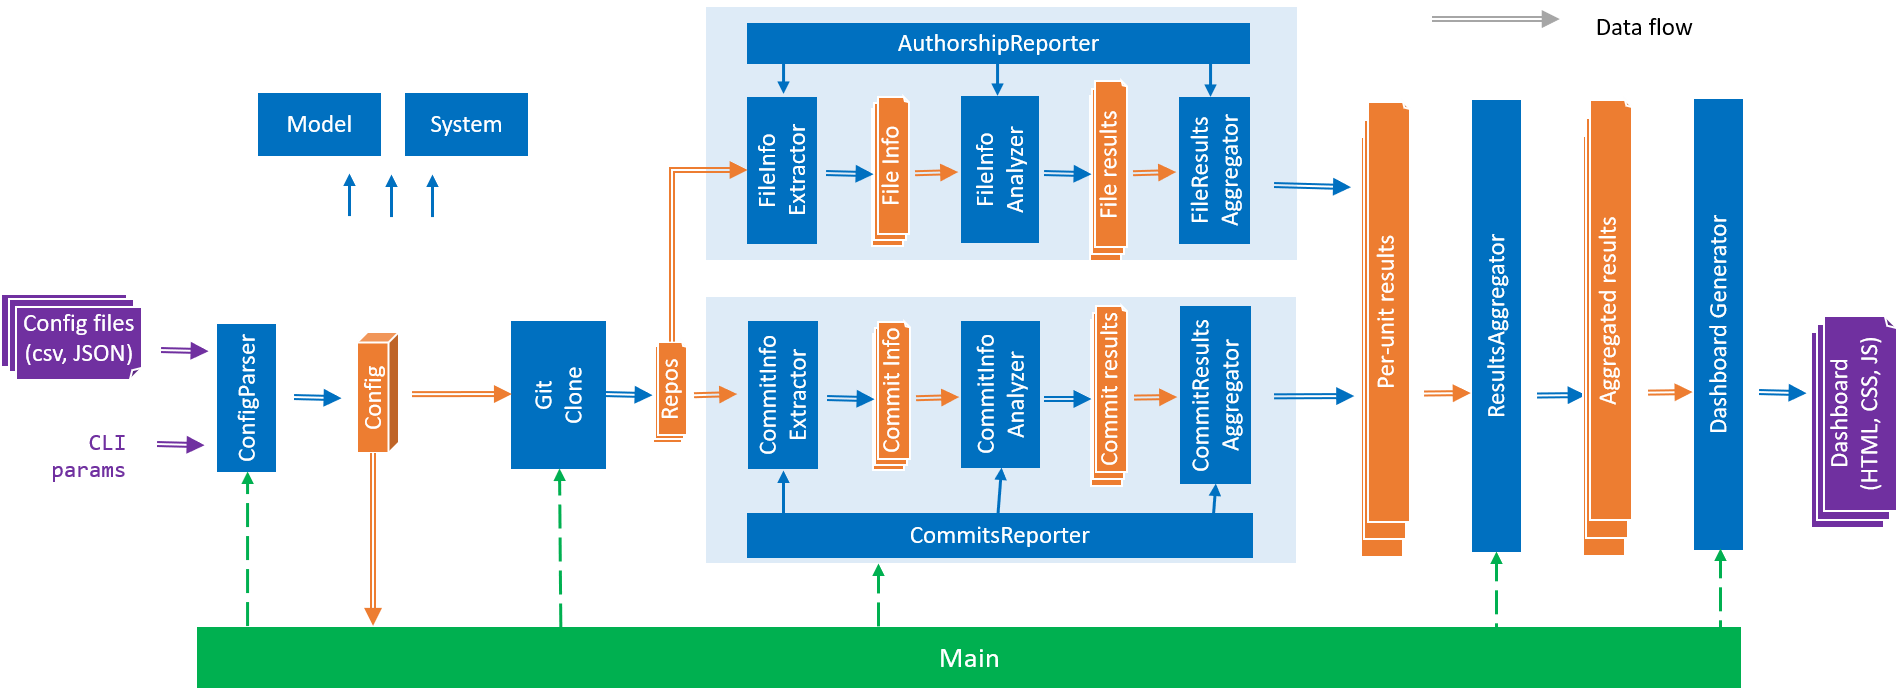 Data flow
AuthorshipReporter
Model
System
FileInfo
Extractor
File Info
FileInfo
Analyzer
File results
FileResults
Aggregator
Config files
(csv, JSON)
CLI
params
ConfigParser
Config
Git
Clone
Repos
CommitInfo
Extractor
Commit Info
CommitInfo
Analyzer
Commit results
CommitResults
Aggregator
CommitsReporter
Per-unit results
ResultsAggregator
Aggregated results
Dashboard Generator
Dashboard
(HTML, CSS, JS)
Main